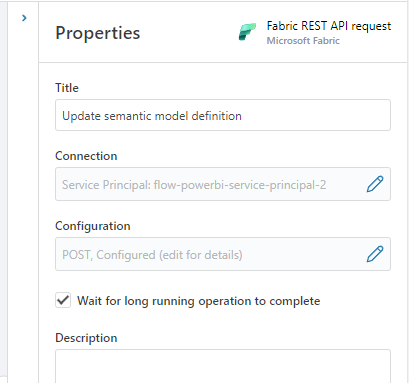 Properties
Fabric REST API request
Microsoft Fabric
Title
Update semantic model definition
Connection
Service Principal: flow-powerbi-service-principal-2
Configuration
POST, Configured (edit for details)
Wait for long running operation to complete
Description